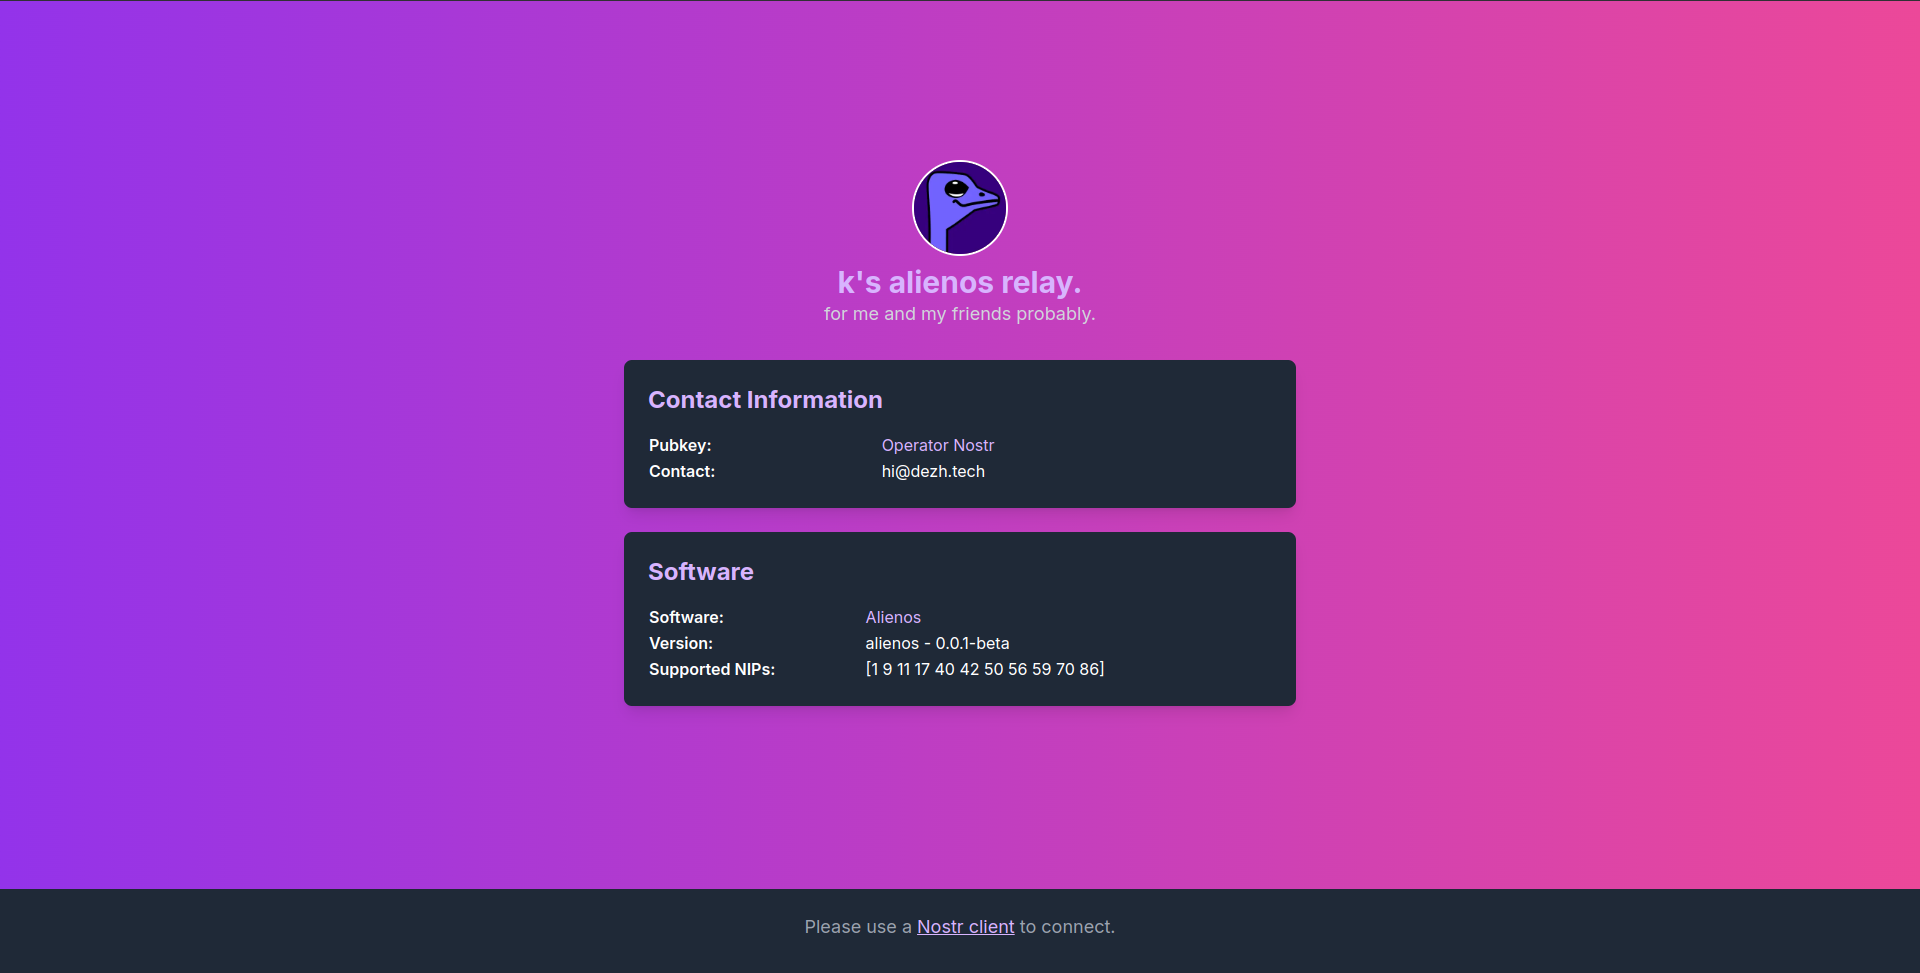 k's alienos relay.
for me and my friends probably.
Contact Information
Pubkey: Operator Nostr
Contact: hi@dezh.tech
Software
Software: Alienos
Version: alienos - 0.0.1-beta
Supported NIPs: [1 9 11 17 40 42 50 56 59 70 86]
Please use a Nostr client to connect.